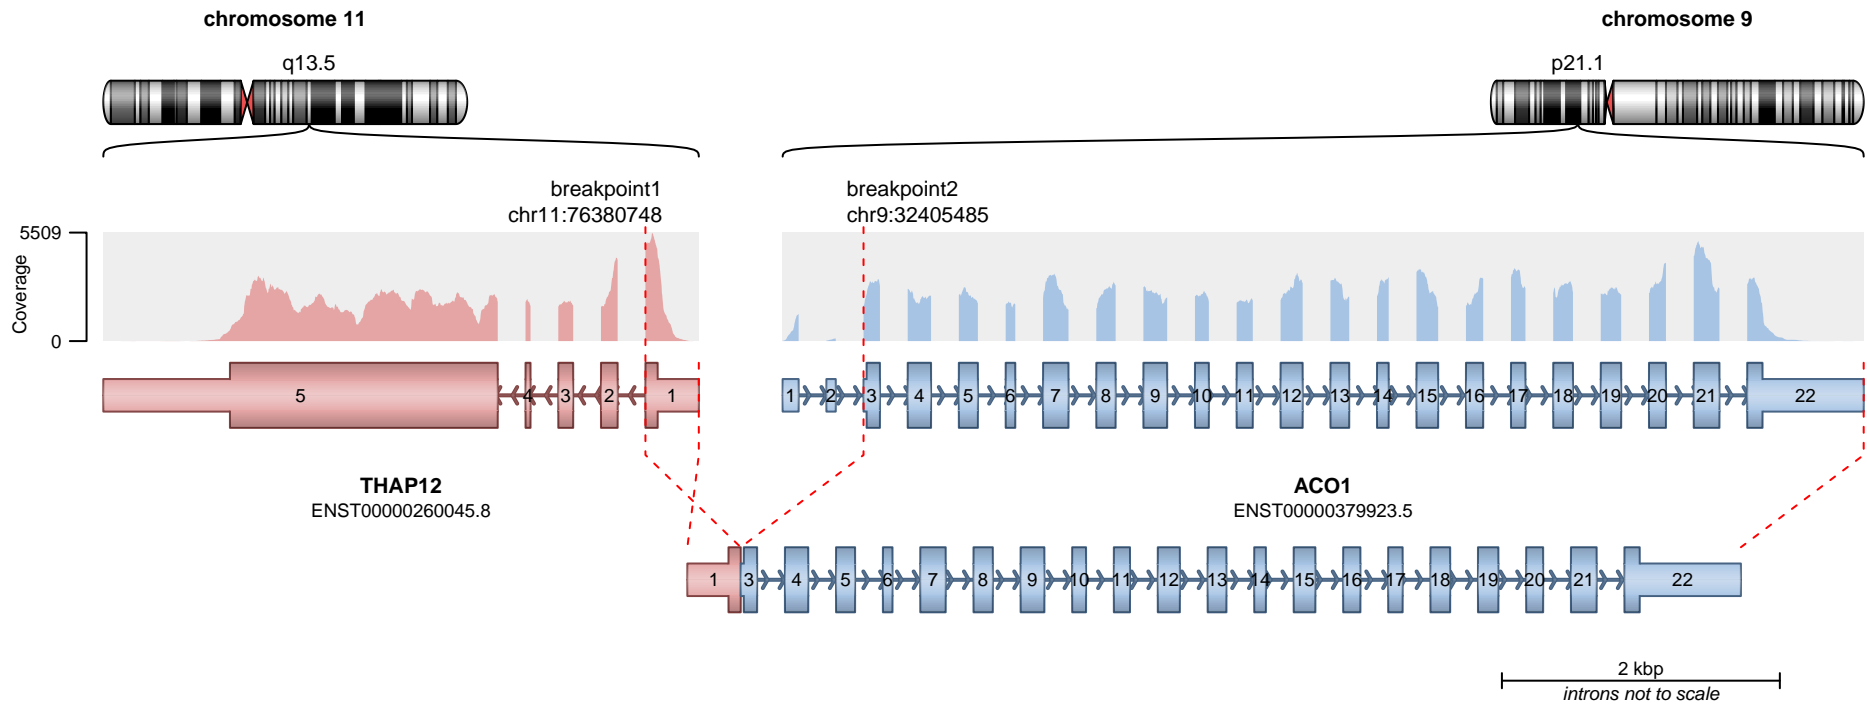 chromosome 11
chromosome 9
q13.5
p21.1
breakpoint1
chr11:76380748
breakpoint2
chr9:32405485
5509
0
Coverage
5 4 3 2 1
1 2 3 4 5 6 7 8 9 10 11 12 13 14 15 16 17 18 19 20 21 22
THAP12
ENST00000260045.8
ACO1
ENST00000379923.5
1 3 4 5 6 7 8 9 10 11 12 13 14 15 16 17 18 19 20 21 22
2 kbp
introns not to scale